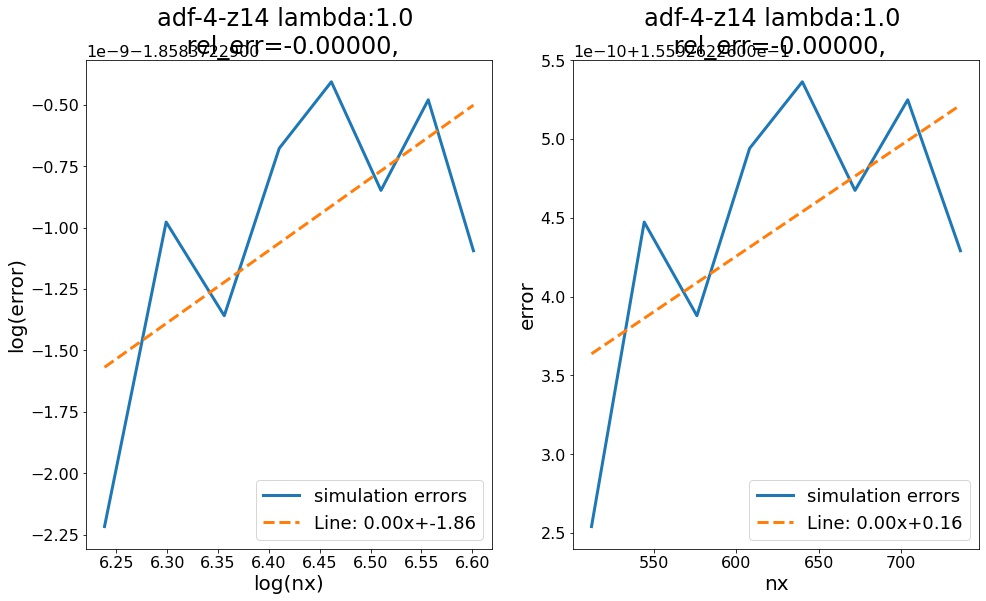 adf-4-z14 lambda:1.0
rel_err=-0.00000,
1e−9−1.8583722900
−0.50
−0.75
−1.00
−1.25
−1.50
−1.75
−2.00
−2.25
log(error)
simulation errors
Line: 0.00x+-1.86
6.25 6.30 6.35 6.40 6.45 6.50 6.55 6.60
log(nx)
adf-4-z14 lambda:1.0
rel_err=-0.00000,
1e−10+1.5592622600e−1
5.5
5.0
4.5
4.0
3.5
3.0
2.5
error
simulation errors
Line: 0.00x+0.16
550 600 650 700
nx